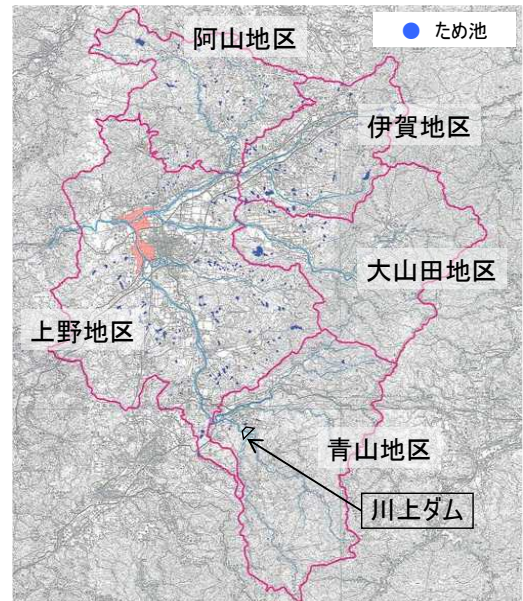 阿山地区
ため池
伊賀地区
大山田地区
上野地区
青山地区
川上ダム